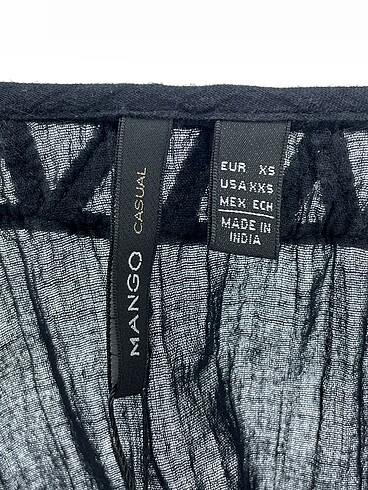 MANGO CASUAL
EUR XS
USA XXS
MEX ECH
MADE IN
INDIA